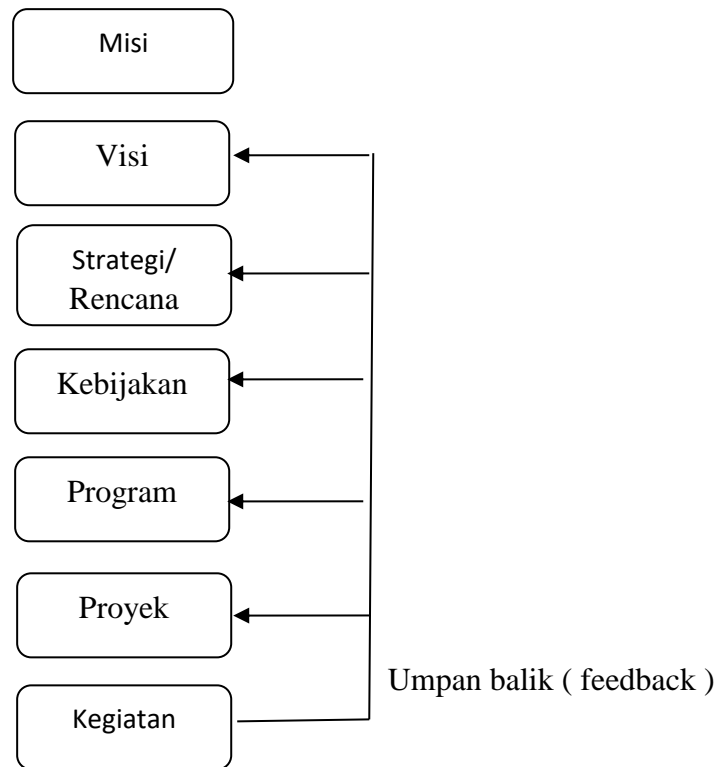 Misi
Visi
Strategi/
Rencana
Kebijakan
Program
Proyek
Umpan balik ( feedback )
Kegiatan